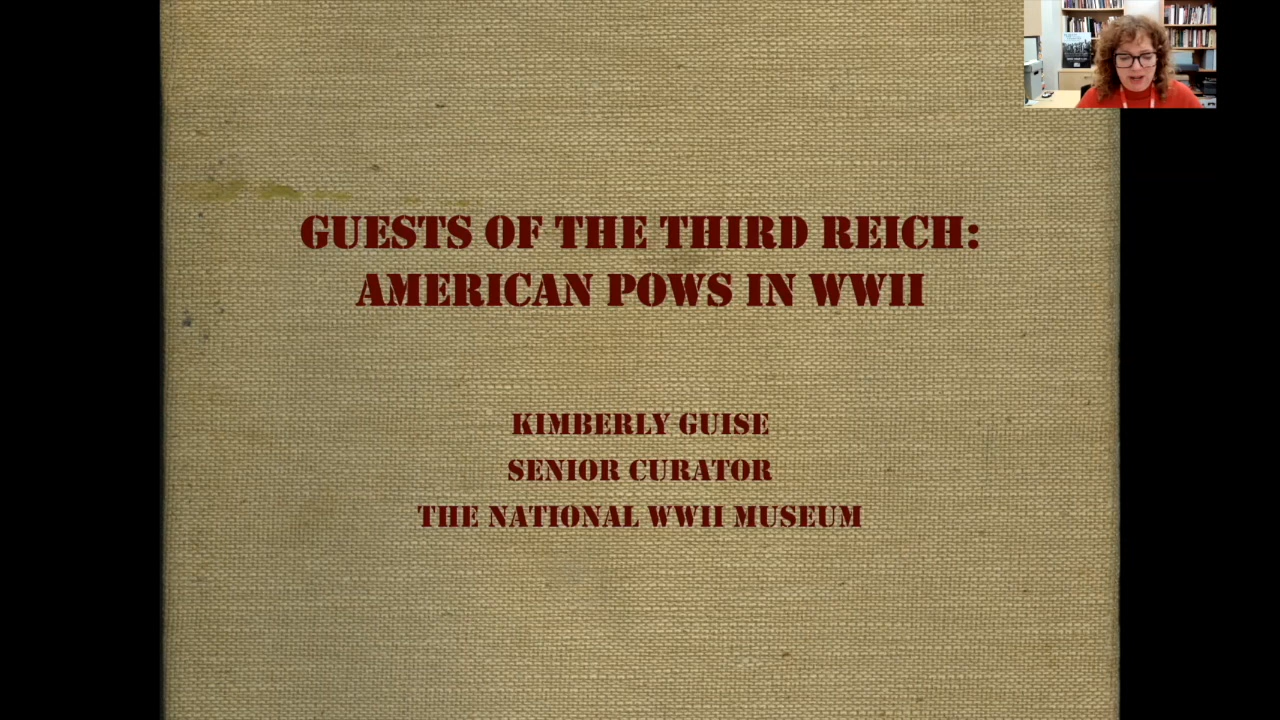 GUESTS OF THE THIRD REICH:
AMERICAN POWS IN WWII
KIMBERLY GUISE
SENIOR CURATOR
THE NATIONAL WWII MUSEUM